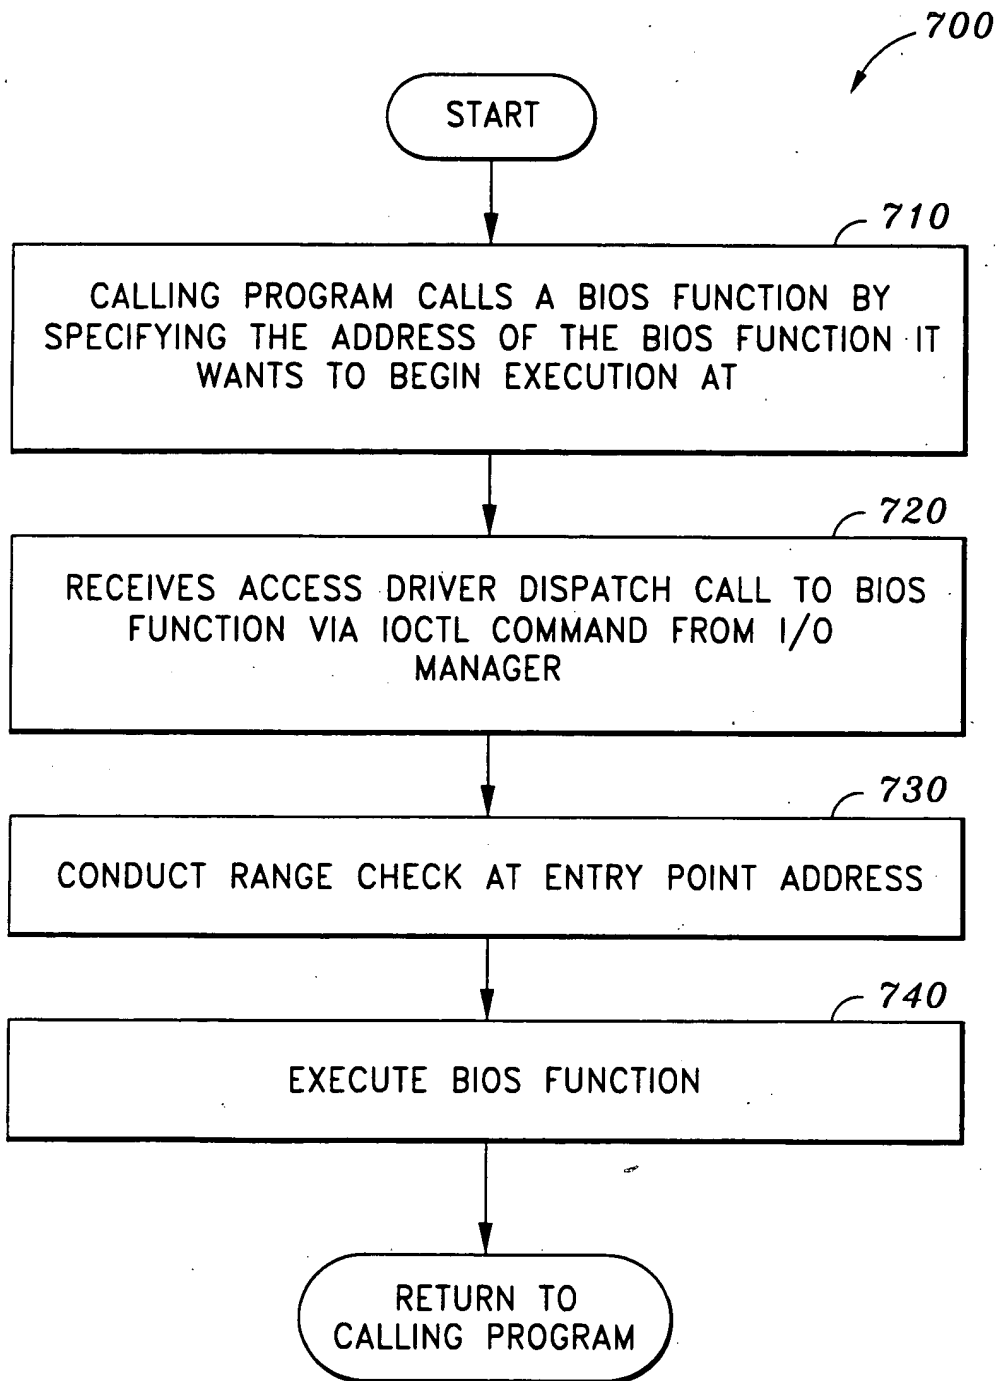 700
START
710
CALLING PROGRAM CALLS A BIOS FUNCTION BY
SPECIFYING THE ADDRESS OF THE BIOS FUNCTION IT
WANTS TO BEGIN EXECUTION AT
720
RECEIVES ACCESS DRIVER DISPATCH CALL TO BIOS
FUNCTION VIA IOCTL COMMAND FROM I/O
MANAGER
730
CONDUCT RANGE CHECK AT ENTRY POINT ADDRESS
740
EXECUTE BIOS FUNCTION
RETURN TO
CALLING PROGRAM